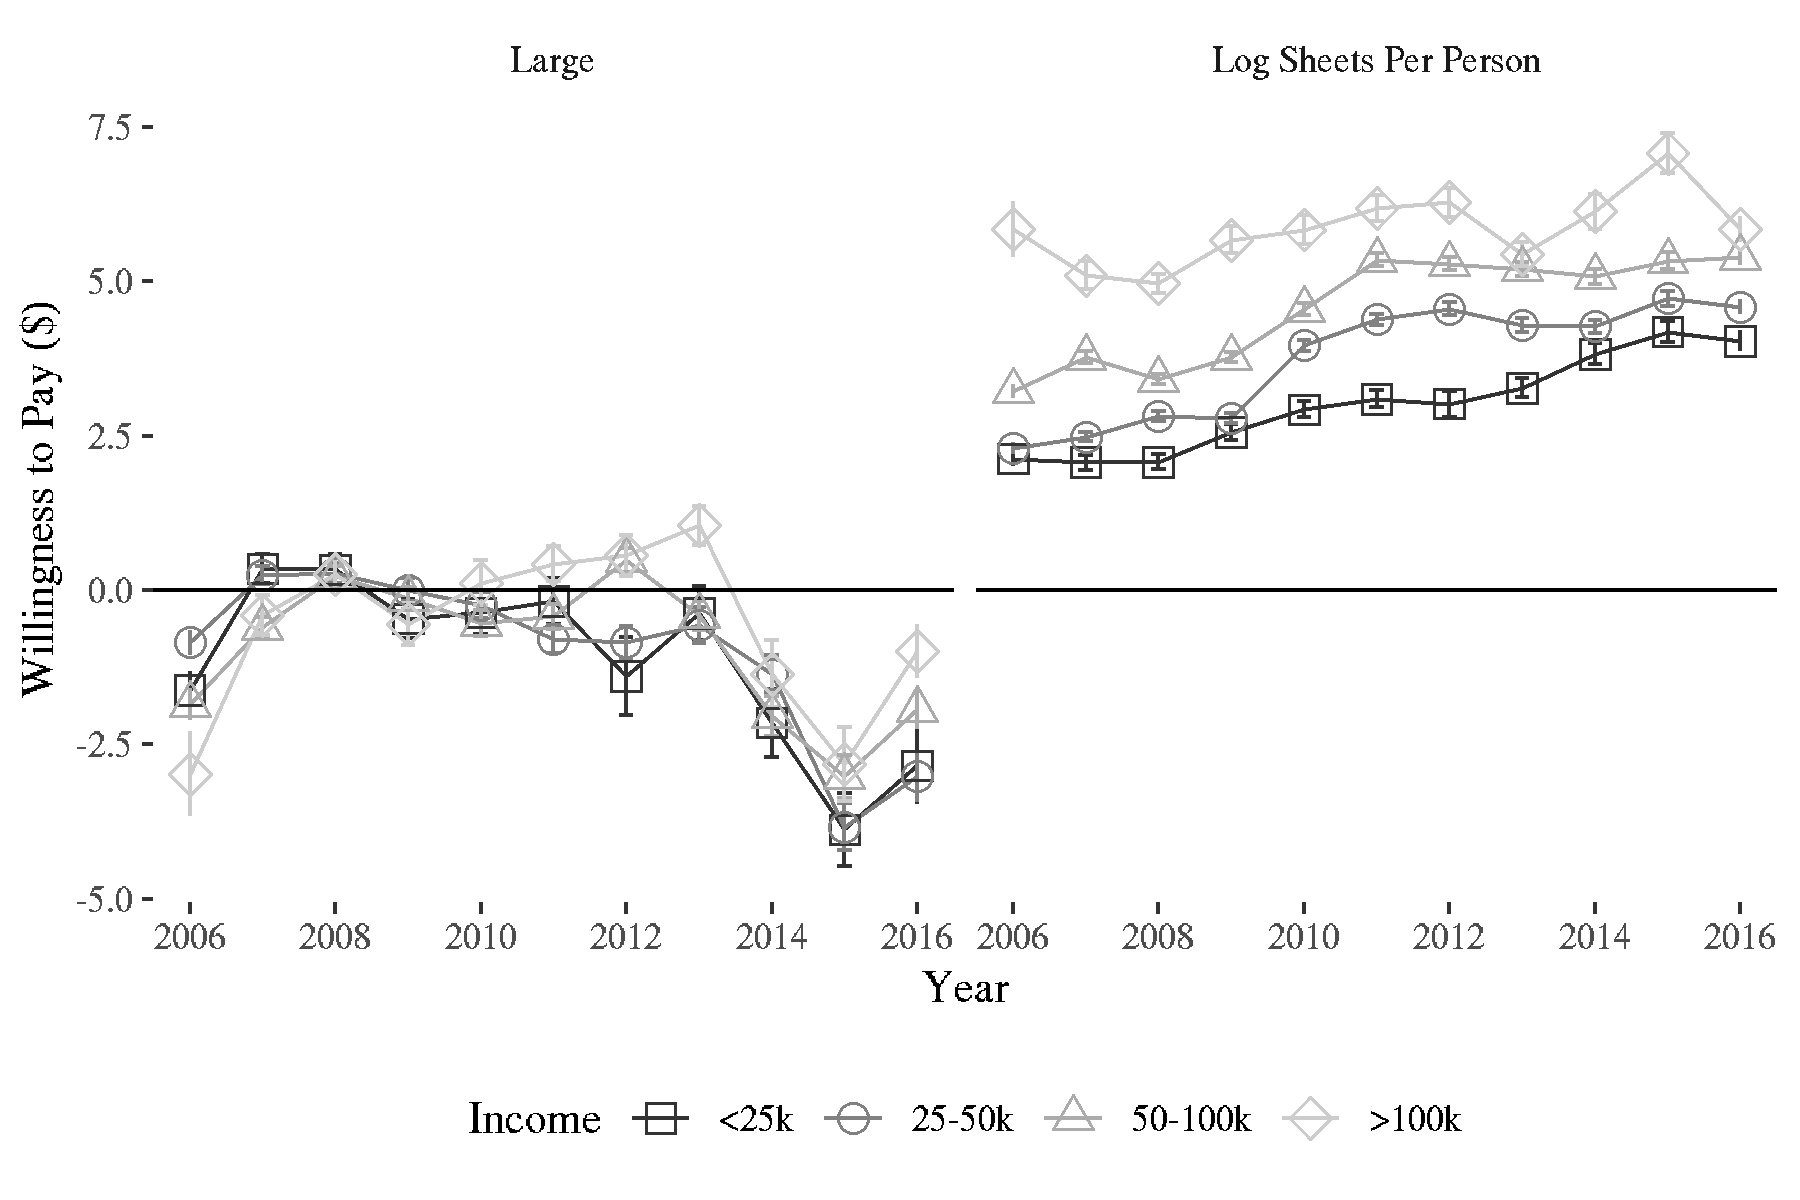 Large
Log Sheets Per Person
7.5
5.0
2.5
0.0
-2.5
-5.0
Willingness to Pay ($)
2006 2008 2010 2012 2014 2016
2006 2008 2010 2012 2014 2016
Year
Income <25k 25-50k 50-100k >100k